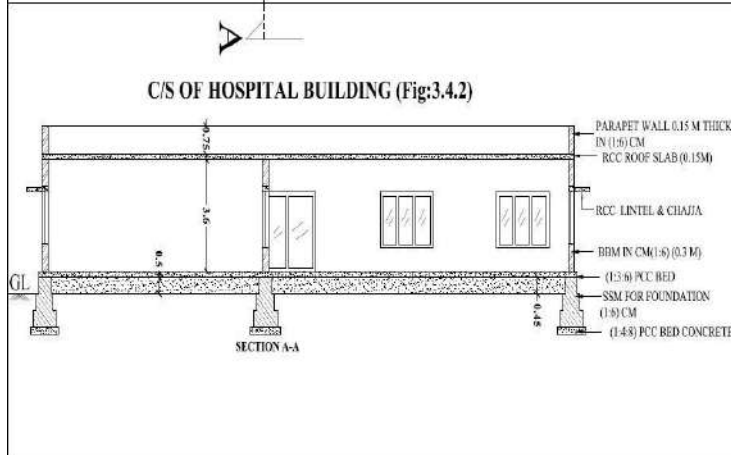 A
C/S OF HOSPITAL BUILDING (Fig:3.4.2)
PARAPET WALL 0.15 M THICK
IN (1:6) CM
RCC ROOF SLAB (0.15M)
0.75
3.6
RCC LINTEL & CHAJJA
BBM IN CM(1:6) (0.3 M)
0.5
(1:3:6) PCC BED
GL
SSM FOR FOUNDATION
(1:6) CM
0.45
(1:4:8) PCC BED CONCRETE
SECTION A-A